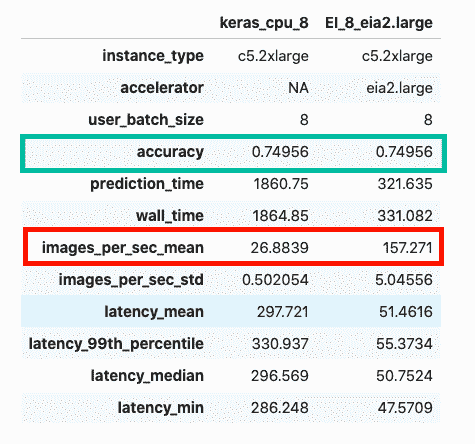 keras_cpu_8 EI_8_eia2.large
instance_type c5.2xlarge c5.2xlarge
accelerator NA eia2.large
user_batch_size 8 8
accuracy 0.74956 0.74956
prediction_time 1860.75 321.635
wall_time 1864.85 331.082
images_per_sec_mean 26.8839 157.271
images_per_sec_std 0.502054 5.04556
latency_mean 297.721 51.4616
latency_99th_percentile 330.937 55.3734
latency_median 296.569 50.7524
latency_min 286.248 47.5709